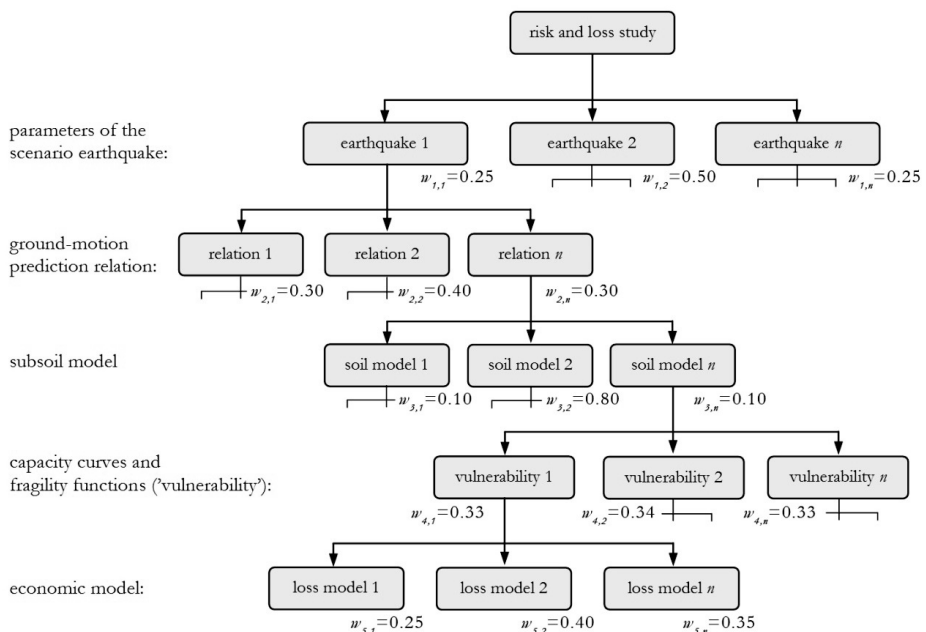 risk and loss study
parameters of the
scenario earthquake:
earthquake 1
earthquake 2
earthquake n
w1,1=0.25
w1,2=0.50
w1,n=0.25
ground-motion
prediction relation:
relation 1
relation 2
relation n
w2,1=0.30
w2,2=0.40
w2,n=0.30
subsoil model
soil model 1
soil model 2
soil model n
w3,1=0.10
w3,2=0.80
w3,n=0.10
capacity curves and
fragility functions ('vulnerability'):
vulnerability 1
vulnerability 2
vulnerability n
w4,1=0.33
w4,2=0.34
w4,n=0.33
economic model:
loss model 1
loss model 2
loss model n
w5,1=0.25
w5,2=0.40
w5,n=0.35